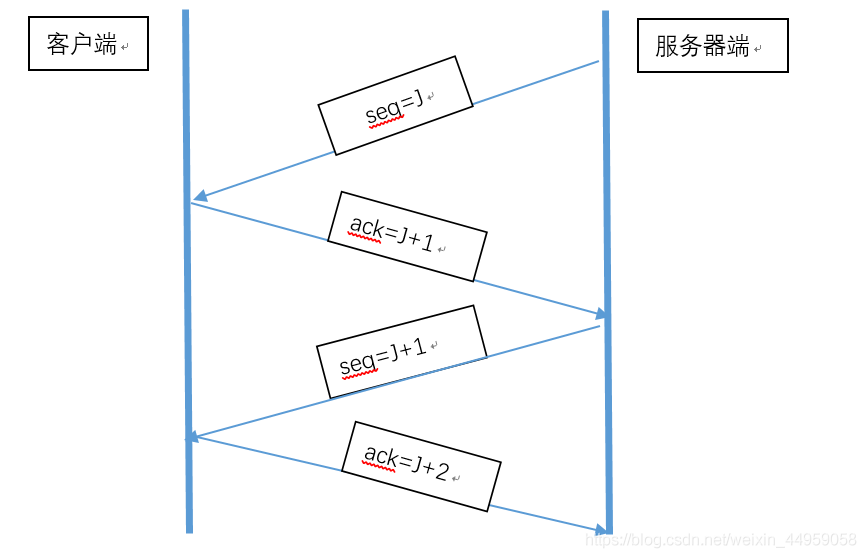 客户端
服务器端
seq=J
ack=J+1
seq=J+1
ack=J+2
https://blog.csdn.net/weixin_44959058